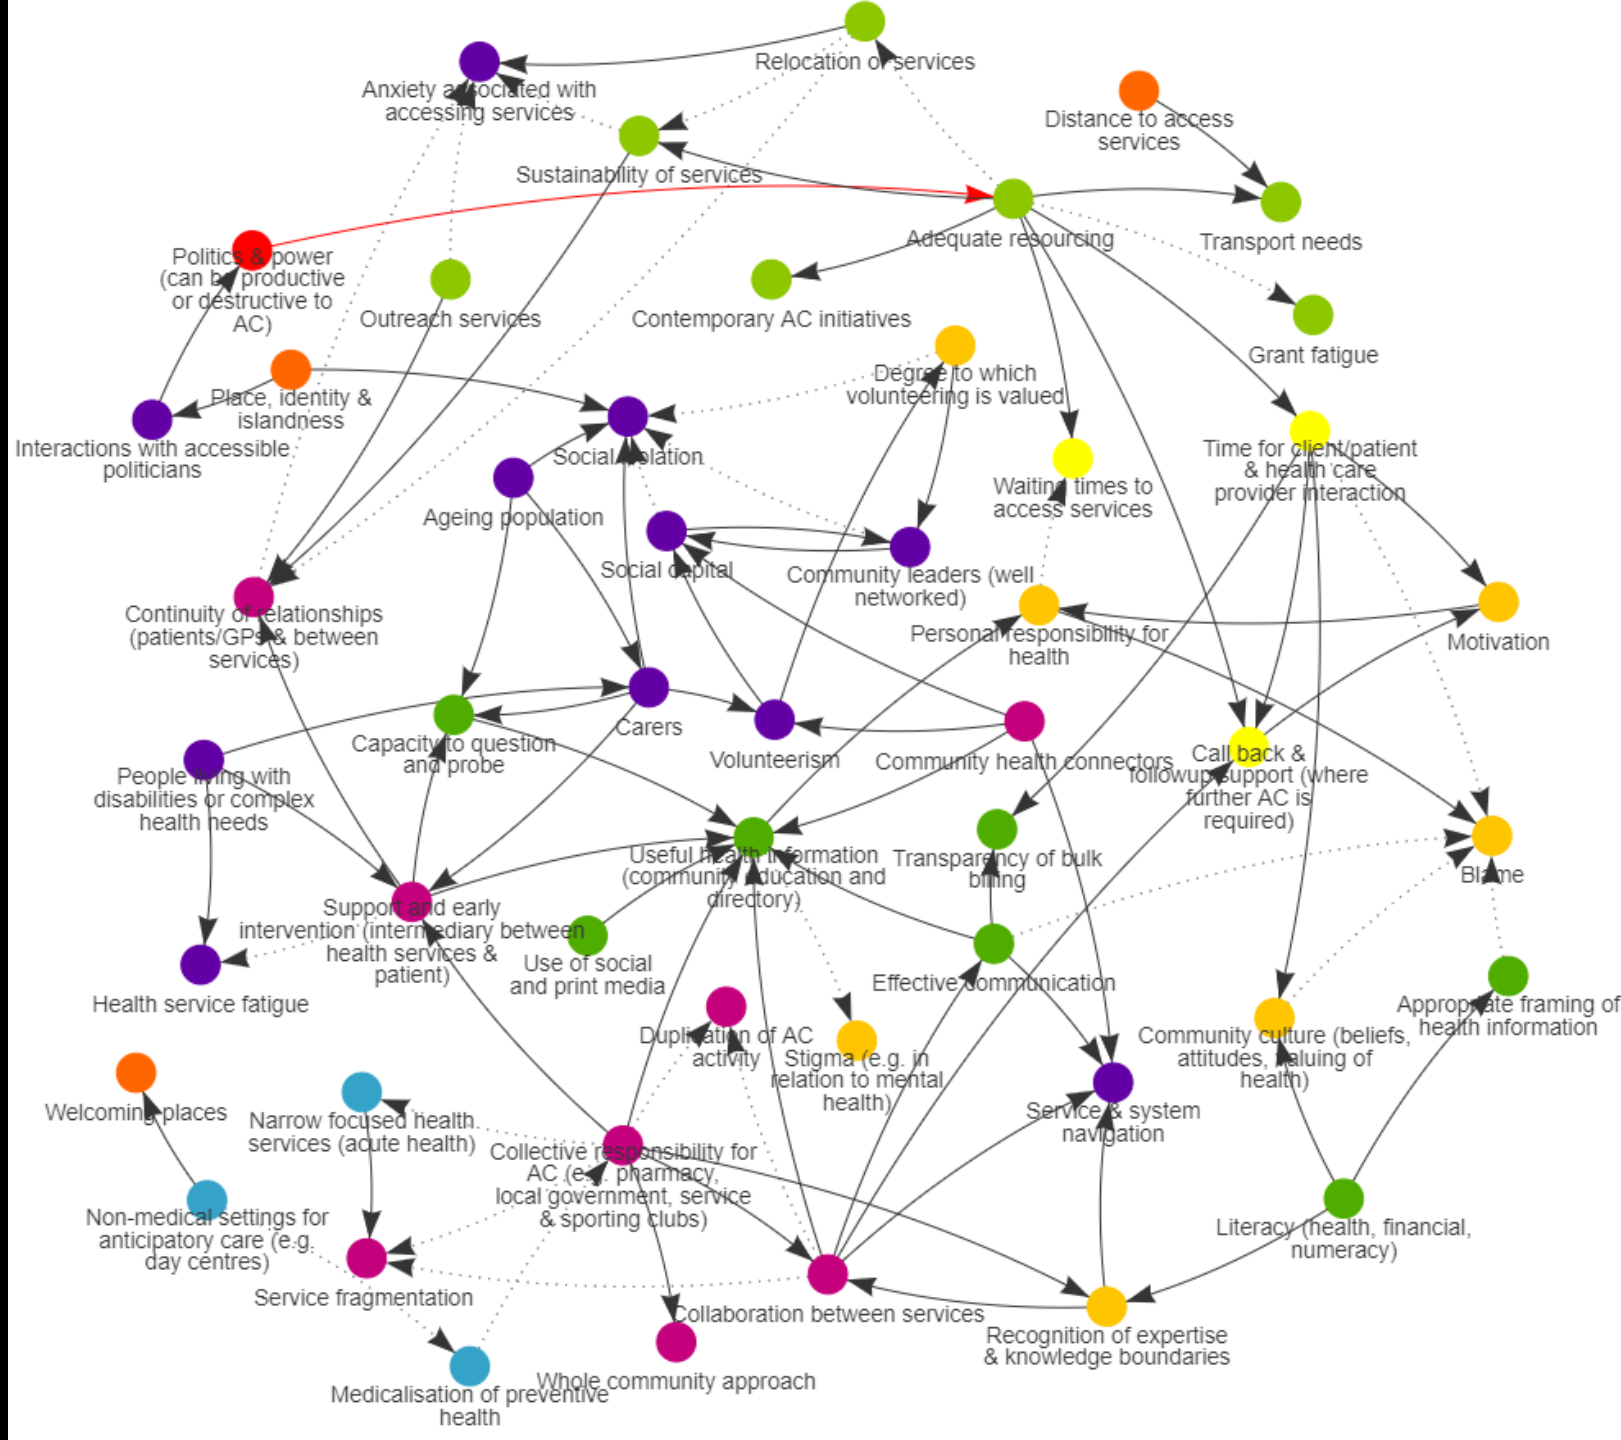 Relocation of services
Anxiety associated with
accessing services
Distance to access
services
Sustainability of services
Adequate resourcing
Transport needs
Politics & power
(can be productive
or destructive to
AC)
Outreach services
Contemporary AC initiatives
Grant fatigue
Place, identity &
islandness
Degree to which
volunteering is valued
Interactions with accessible
politicians
Social isolation
Time for client/patient
& health care
provider interaction
Waiting times to
access services
Ageing population
Social capital
Community leaders (well
networked)
Continuity of relationships
(patients/GPs & between
services)
Personal responsibility for
health
Motivation
Carers
Capacity to question
and probe
Volunteerism
Community health connectors
Call back &
followup support (where
further AC is
required)
People living with
disabilities or complex
health needs
Useful health information
(community education and
directory)
Transparency of bulk
billing
Blame
Support and early
intervention (intermediary between
health services &
patient)
Use of social
and print media
Effective communication
Health service fatigue
Appropriate framing of
health information
Duplication of AC
activity
Stigma (e.g. in
relation to mental
health)
Community culture (beliefs,
attitudes, valuing of
health)
Welcoming places
Narrow focused health
services (acute health)
Service & system
navigation
Collective responsibility for
AC (e.g. pharmacy,
local government, service
& sporting clubs)
Non-medical settings for
anticipatory care (e.g.
day centres)
Literacy (health, financial,
numeracy)
Service fragmentation
Collaboration between services
Recognition of expertise
& knowledge boundaries
Whole community approach
Medicalisation of preventive
health